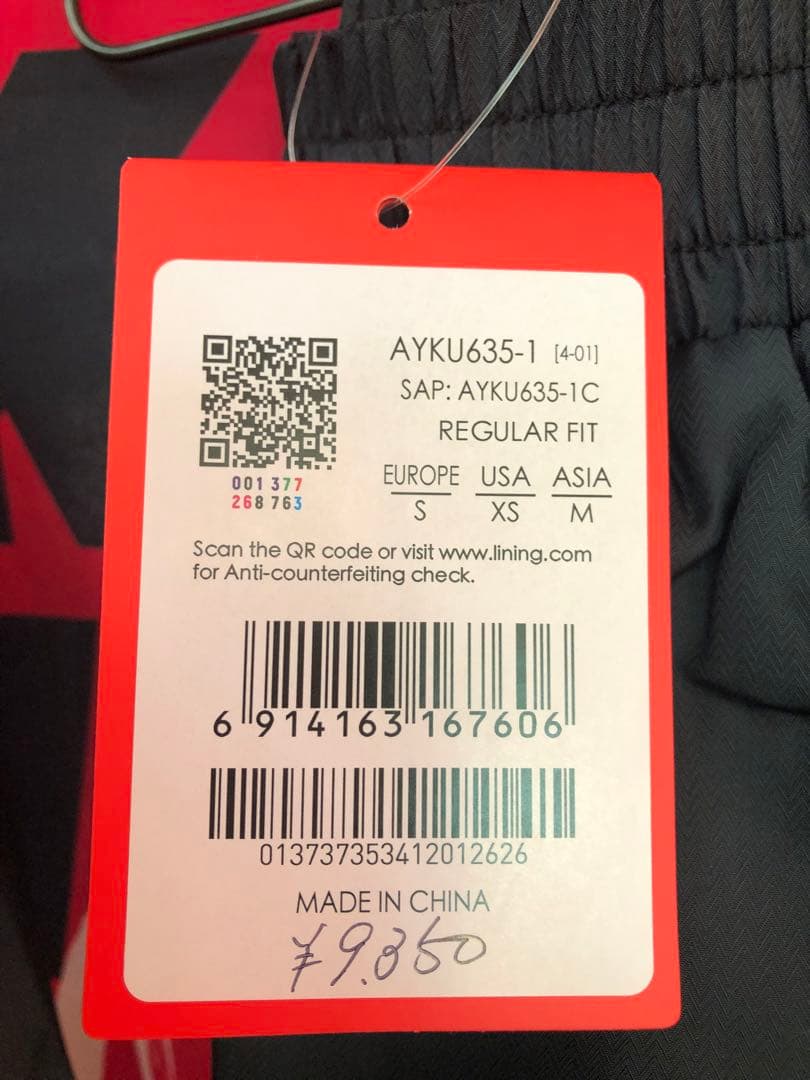 AYKU635-1 [4-01]
SAP: AYKU635-1C
REGULAR FIT
001 377
268 763
EUROPE USA ASIA
S XS M
Scan the QR code or visit www.lining.com
for Anti-counterfeiting check.
6 914163 167606
013737353412012626
MADE IN CHINA
¥9.350